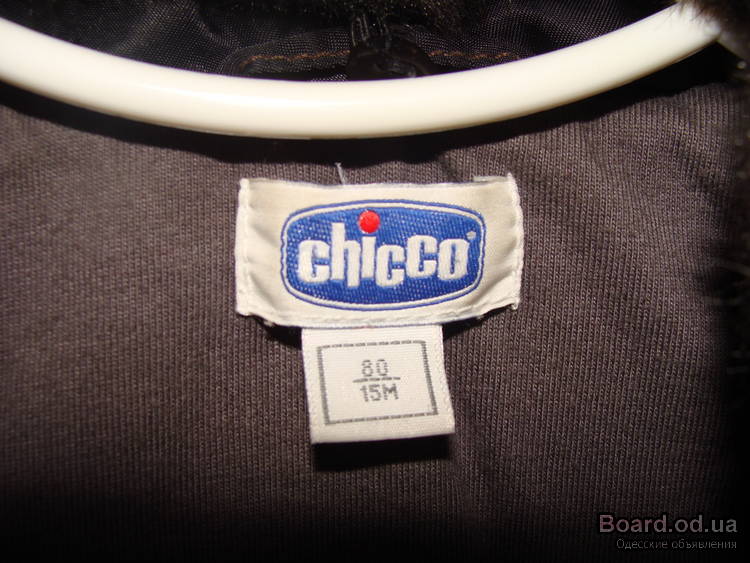 chicco
80
15M
Board.od.ua
Одесские объявления